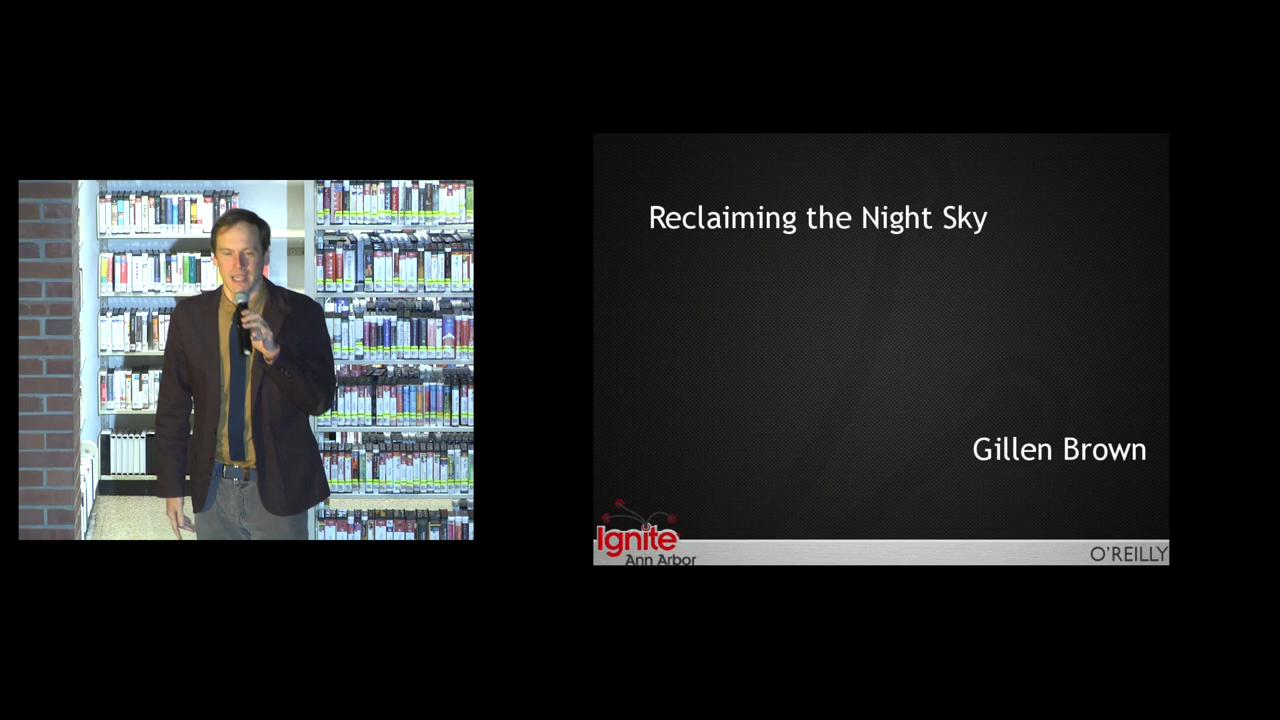 Reclaiming the Night Sky
Gillen Brown
Ignite
Ann Arbor
O'REILLY